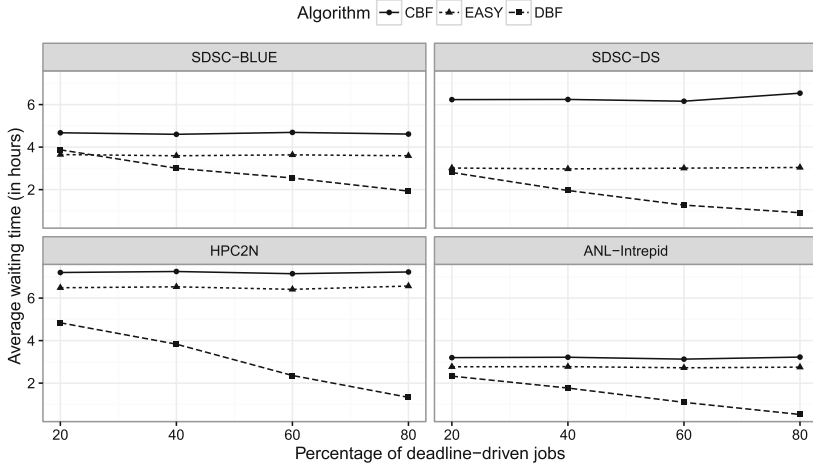 Algorithm CBF EASY DBF
SDSC−BLUE
SDSC−DS
6
4
2
HPC2N
ANL−Intrepid
6
4
2
20 40 60 80
20 40 60 80
Average waiting time (in hours)
Percentage of deadline−driven jobs